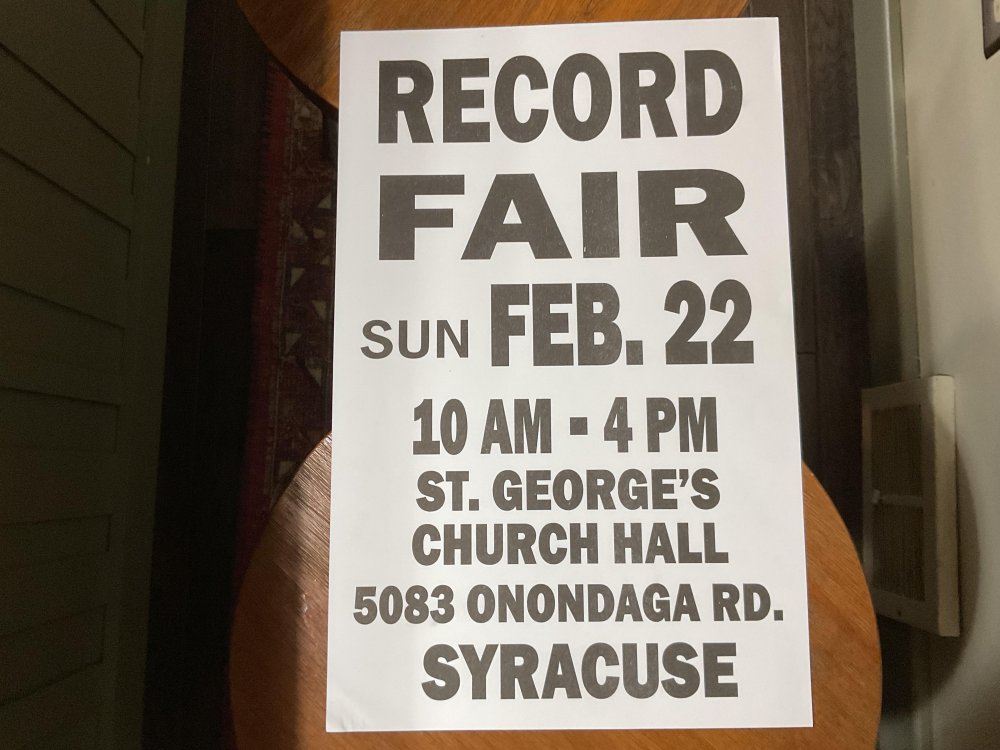 RECORD
FAIR
SUN FEB. 22
10 AM - 4 PM
ST. GEORGE'S
CHURCH HALL
5083 ONONDAGA RD.
SYRACUSE